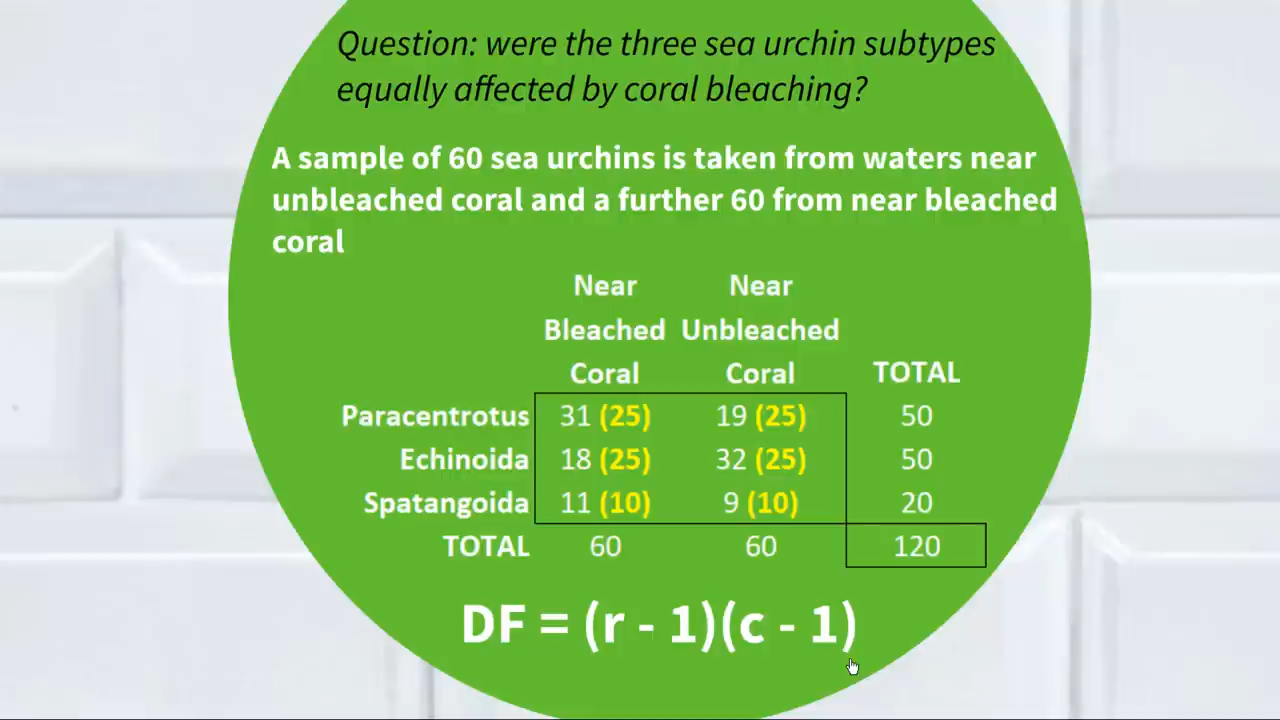 Question: were the three sea urchin subtypes
equally affected by coral bleaching?
A sample of 60 sea urchins is taken from waters near
unbleached coral and a further 60 from near bleached
coral
Near Near
Bleached Unbleached
Coral Coral TOTAL
Paracentrotus 31 (25) 19 (25) 50
Echinoida 18 (25) 32 (25) 50
Spatangoida 11 (10) 9 (10) 20
TOTAL 60 60 120
DF = (r - 1)(c - 1)